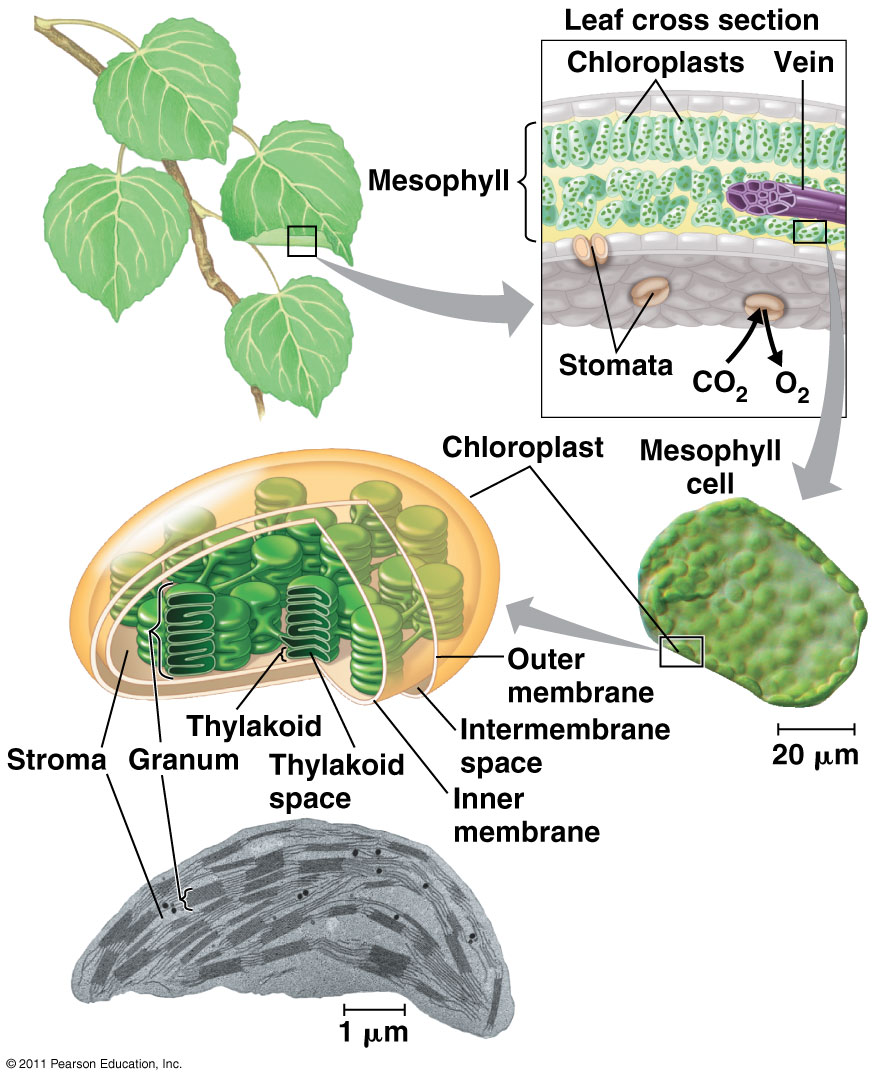 Leaf cross section
Chloroplasts
Vein
Mesophyll
Stomata
CO₂
O₂
Chloroplast
Mesophyll
cell
Outer
membrane
Thylakoid
Intermembrane
space
20 μm
Stroma
Granum
Thylakoid
space
Inner
membrane
1 μm
© 2011 Pearson Education, Inc.